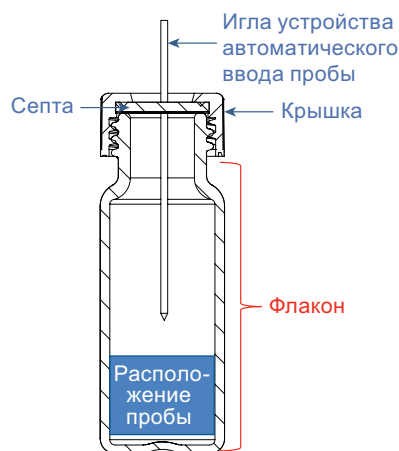 Игла устройства
автоматического
ввода пробы
Септа
Крышка
Флакон
Располо-
жение
пробы